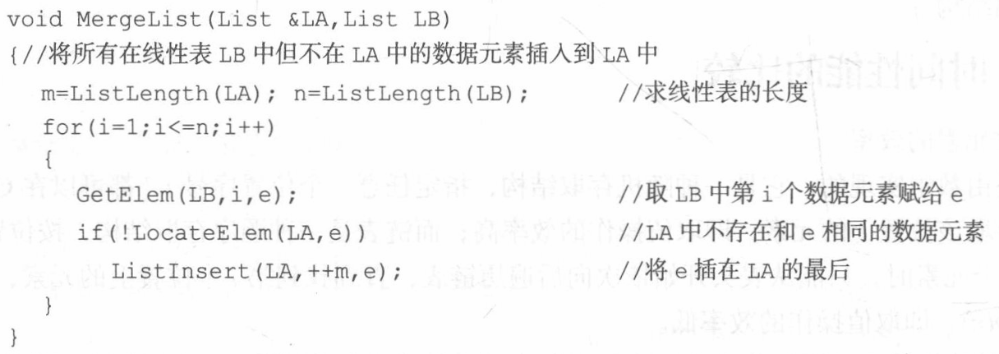 void MergeList(List &LA,List LB)
{//将所有在线性表 LB 中但不在 LA 中的数据元素插入到 LA 中
m=ListLength(LA); n=ListLength(LB); //求线性表的长度
for(i=1;i<=n;i++)
{
GetElem(LB,i,e); //取 LB 中第 i 个数据元素赋给 e
if(!LocateElem(LA,e)) //LA 中不存在和 e 相同的数据元素
ListInsert(LA,++m,e); //将 e 插在 LA 的最后
}
}